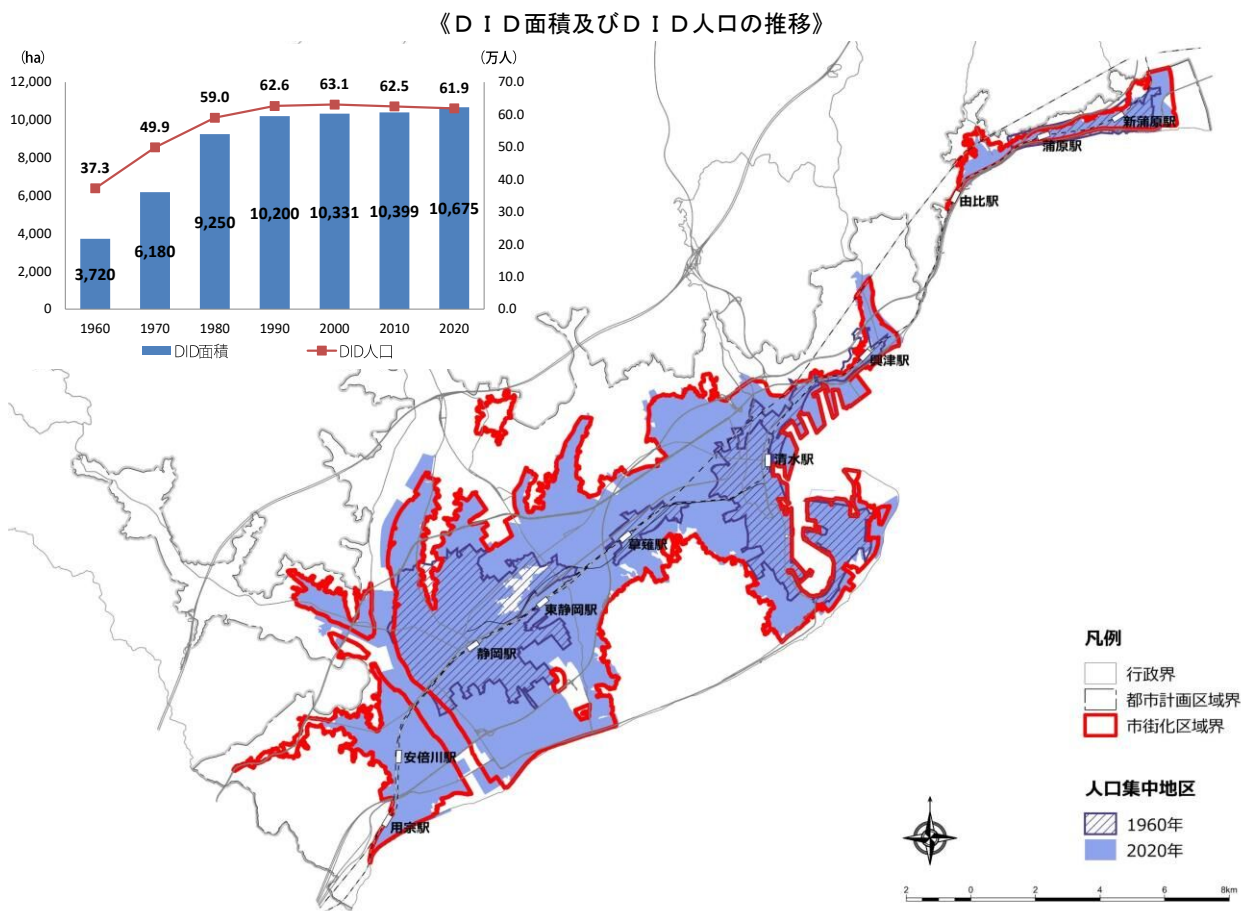 《ＤＩＤ面積及びＤＩＤ人口の推移》
(ha)
(万人)
12,000
10,000
8,000
6,000
4,000
2,000
0
70.0
60.0
50.0
40.0
30.0
20.0
10.0
0.0
37.3
49.9
59.0
62.6
63.1
62.5
61.9
3,720
6,180
9,250
10,200
10,331
10,399
10,675
1960 1970 1980 1990 2000 2010 2020
DID面積 DID人口
新蒲原駅
蒲原駅
由比駅
興津駅
清水駅
草薙駅
東静岡駅
静岡駅
安倍川駅
用宗駅
凡例
行政界
都市計画区域界
市街化区域界
人口集中地区
1960年
2020年
2 0 2 4 6 8km